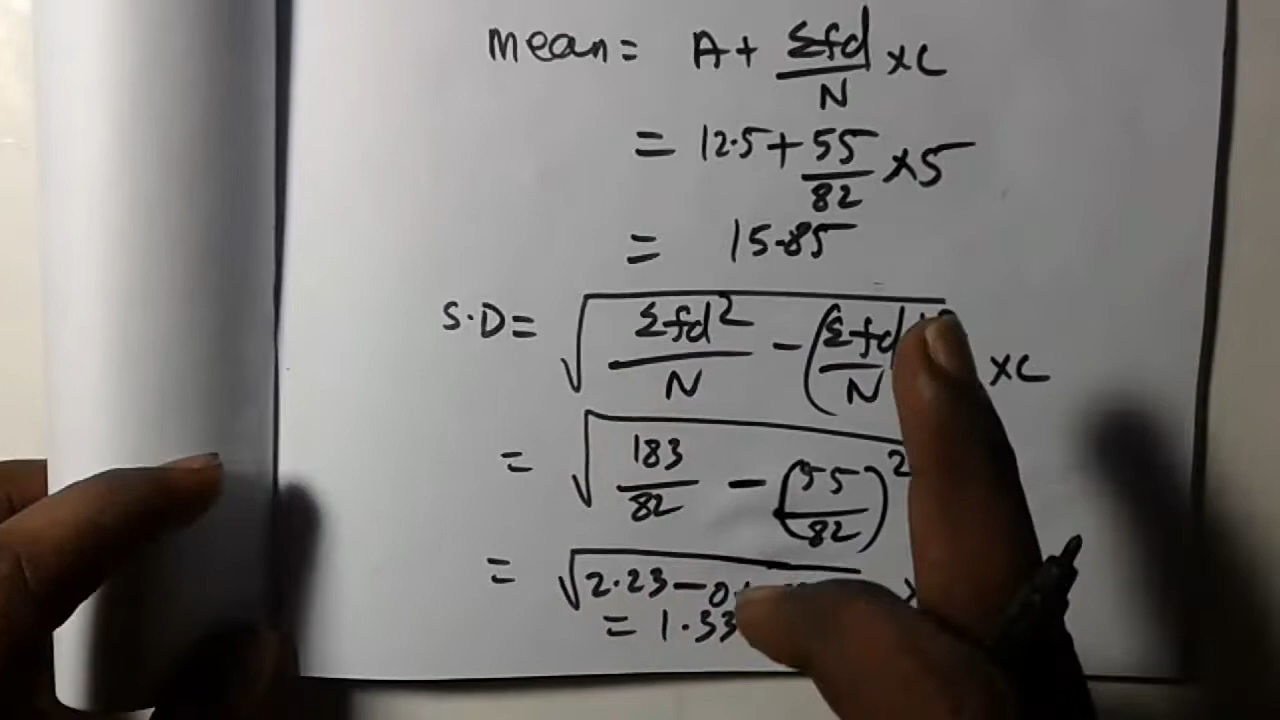 mean = A + Σfd/N ×C
= 12.5 + 55/82 ×5
= 15.85
S.D = √ Σfd²/N - (Σfd/N ×C
= √ 183/82 - (55/82)²
= √2.23 - 0.
= 1.33